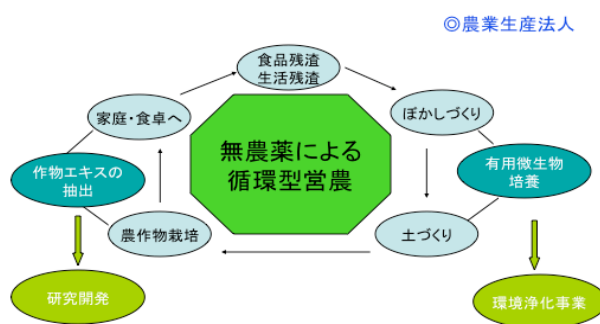 ◎農業生産法人
食品残渣
生活残渣
家庭・食卓へ
ぼかしづくり
無農薬による
循環型営農
作物エキスの
抽出
有用微生物
培養
農作物栽培
土づくり
研究開発
環境浄化事業